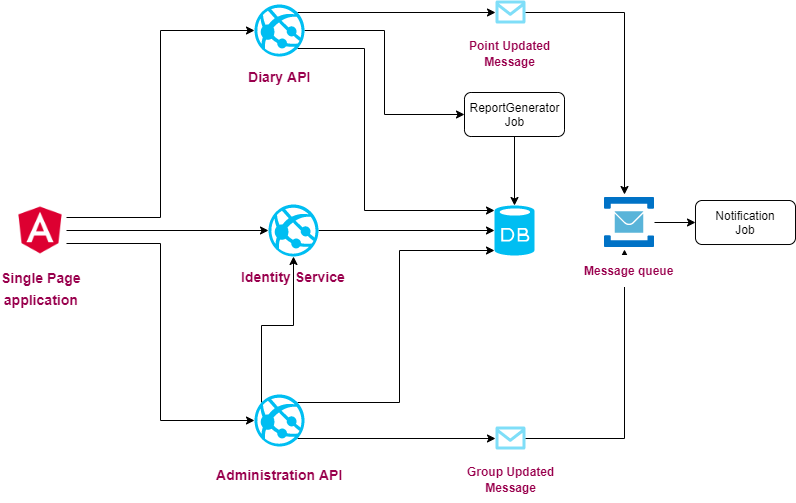 Point Updated
Message
Diary API
ReportGenerator
Job
A
DB
Notification
Job
Single Page
application
Identity Service
Message queue
Administration API
Group Updated
Message